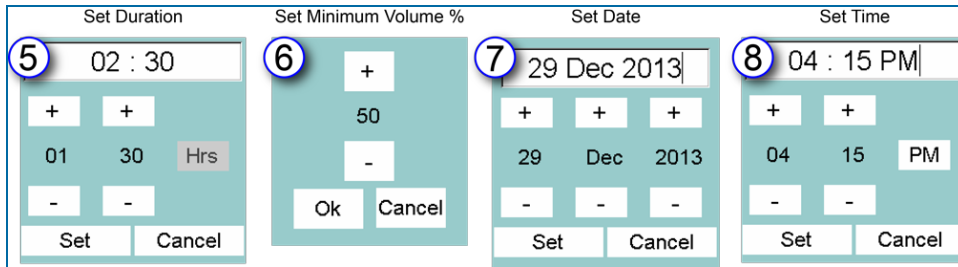 Set Duration
5
02 : 30
+ +
01 30 Hrs
- -
Set Cancel
Set Minimum Volume %
6
+
50
-
Ok Cancel
Set Date
7
29 Dec 2013
+ + +
29 Dec 2013
- - -
Set Cancel
Set Time
8
04 : 15 PM
+ +
04 15 PM
- -
Set Cancel